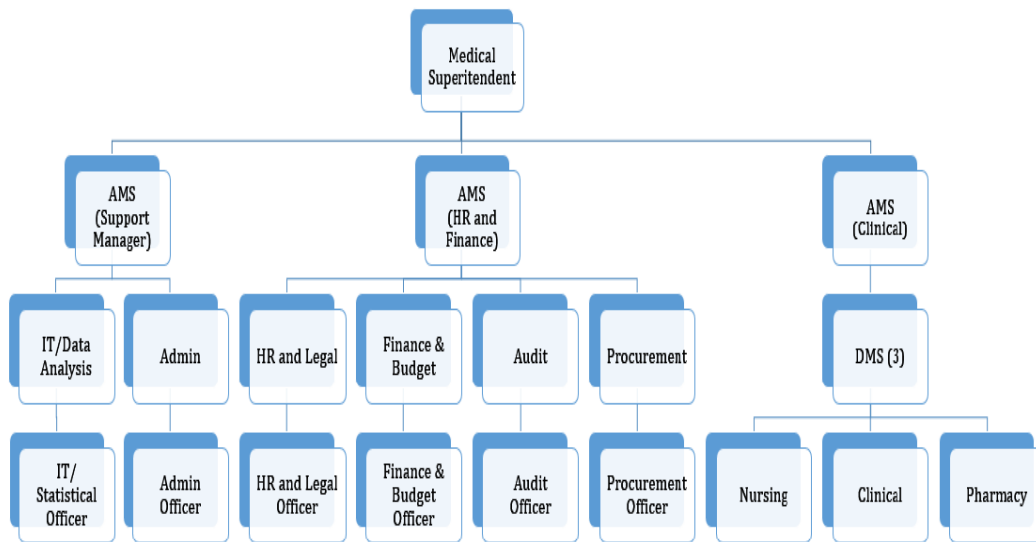 Medical
Superitendent
AMS
(Support
Manager)
AMS
(HR and
Finance)
AMS
(Clinical)
IT/Data
Analysis
Admin
HR and Legal
Finance &
Budget
Audit
Procurement
DMS (3)
IT/
Statistical
Officer
Admin
Officer
HR and Legal
Officer
Finance &
Budget
Officer
Audit
Officer
Procurement
Officer
Nursing
Clinical
Pharmacy